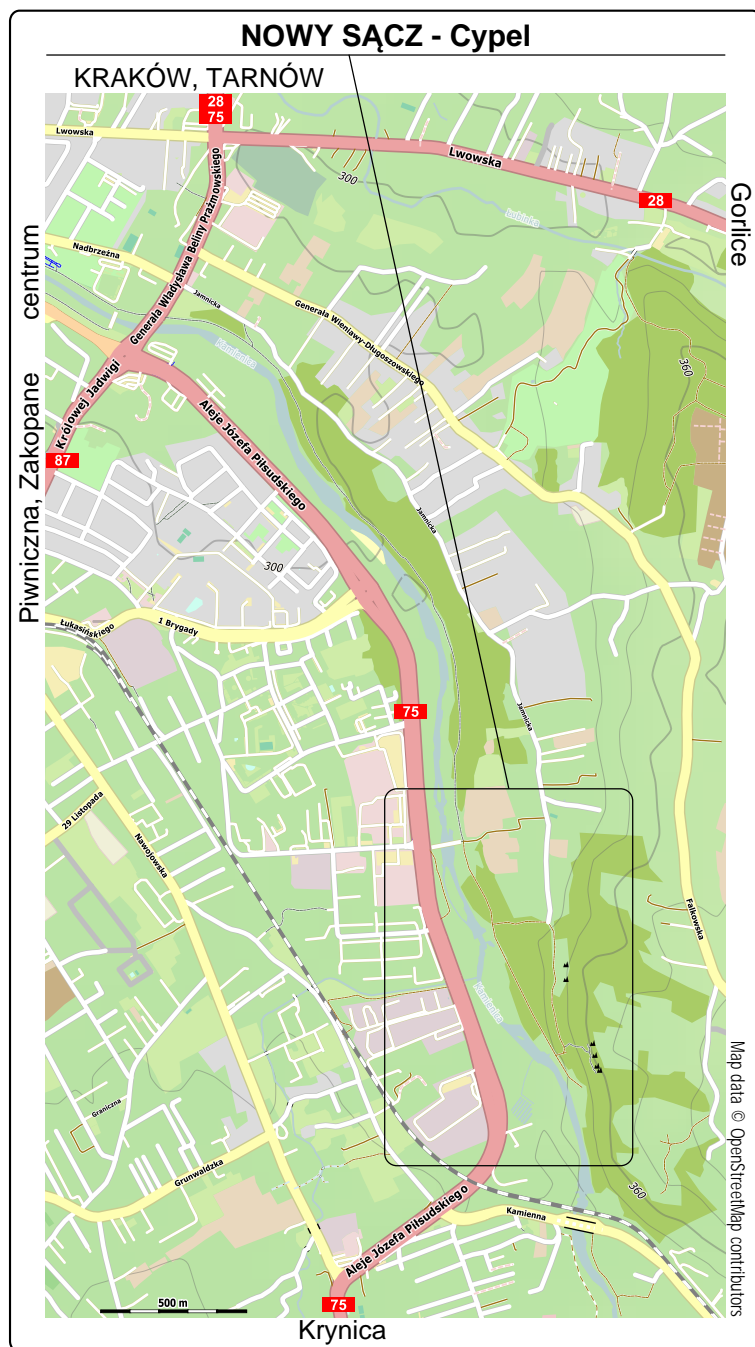 NOWY SĄCZ - Cypel
KRAKÓW, TARNÓW
28
75
Lwowska
Lwowska
300
28
Gorlice
Łubinka
Generała Władysława Beliny Prażmowskiego
Nadbrzeżna
centrum
Jamnicka
Generała Wieniawy-Długoszowskiego
Kamienica
360
Królowej Jadwigi
Aleje Józefa Piłsudskiego
87
Piwniczna, Zakopane
Jamnicka
300
Łukasińskiego
1 Brygady
75
Jamnicka
29 Listopada
Nawojowska
Falkowska
Kamienica
Graniczna
Grunwaldzka
360
Kamienna
Aleje Józefa Piłsudskiego
Map data © OpenStreetMap contributors
500 m
75
Krynica